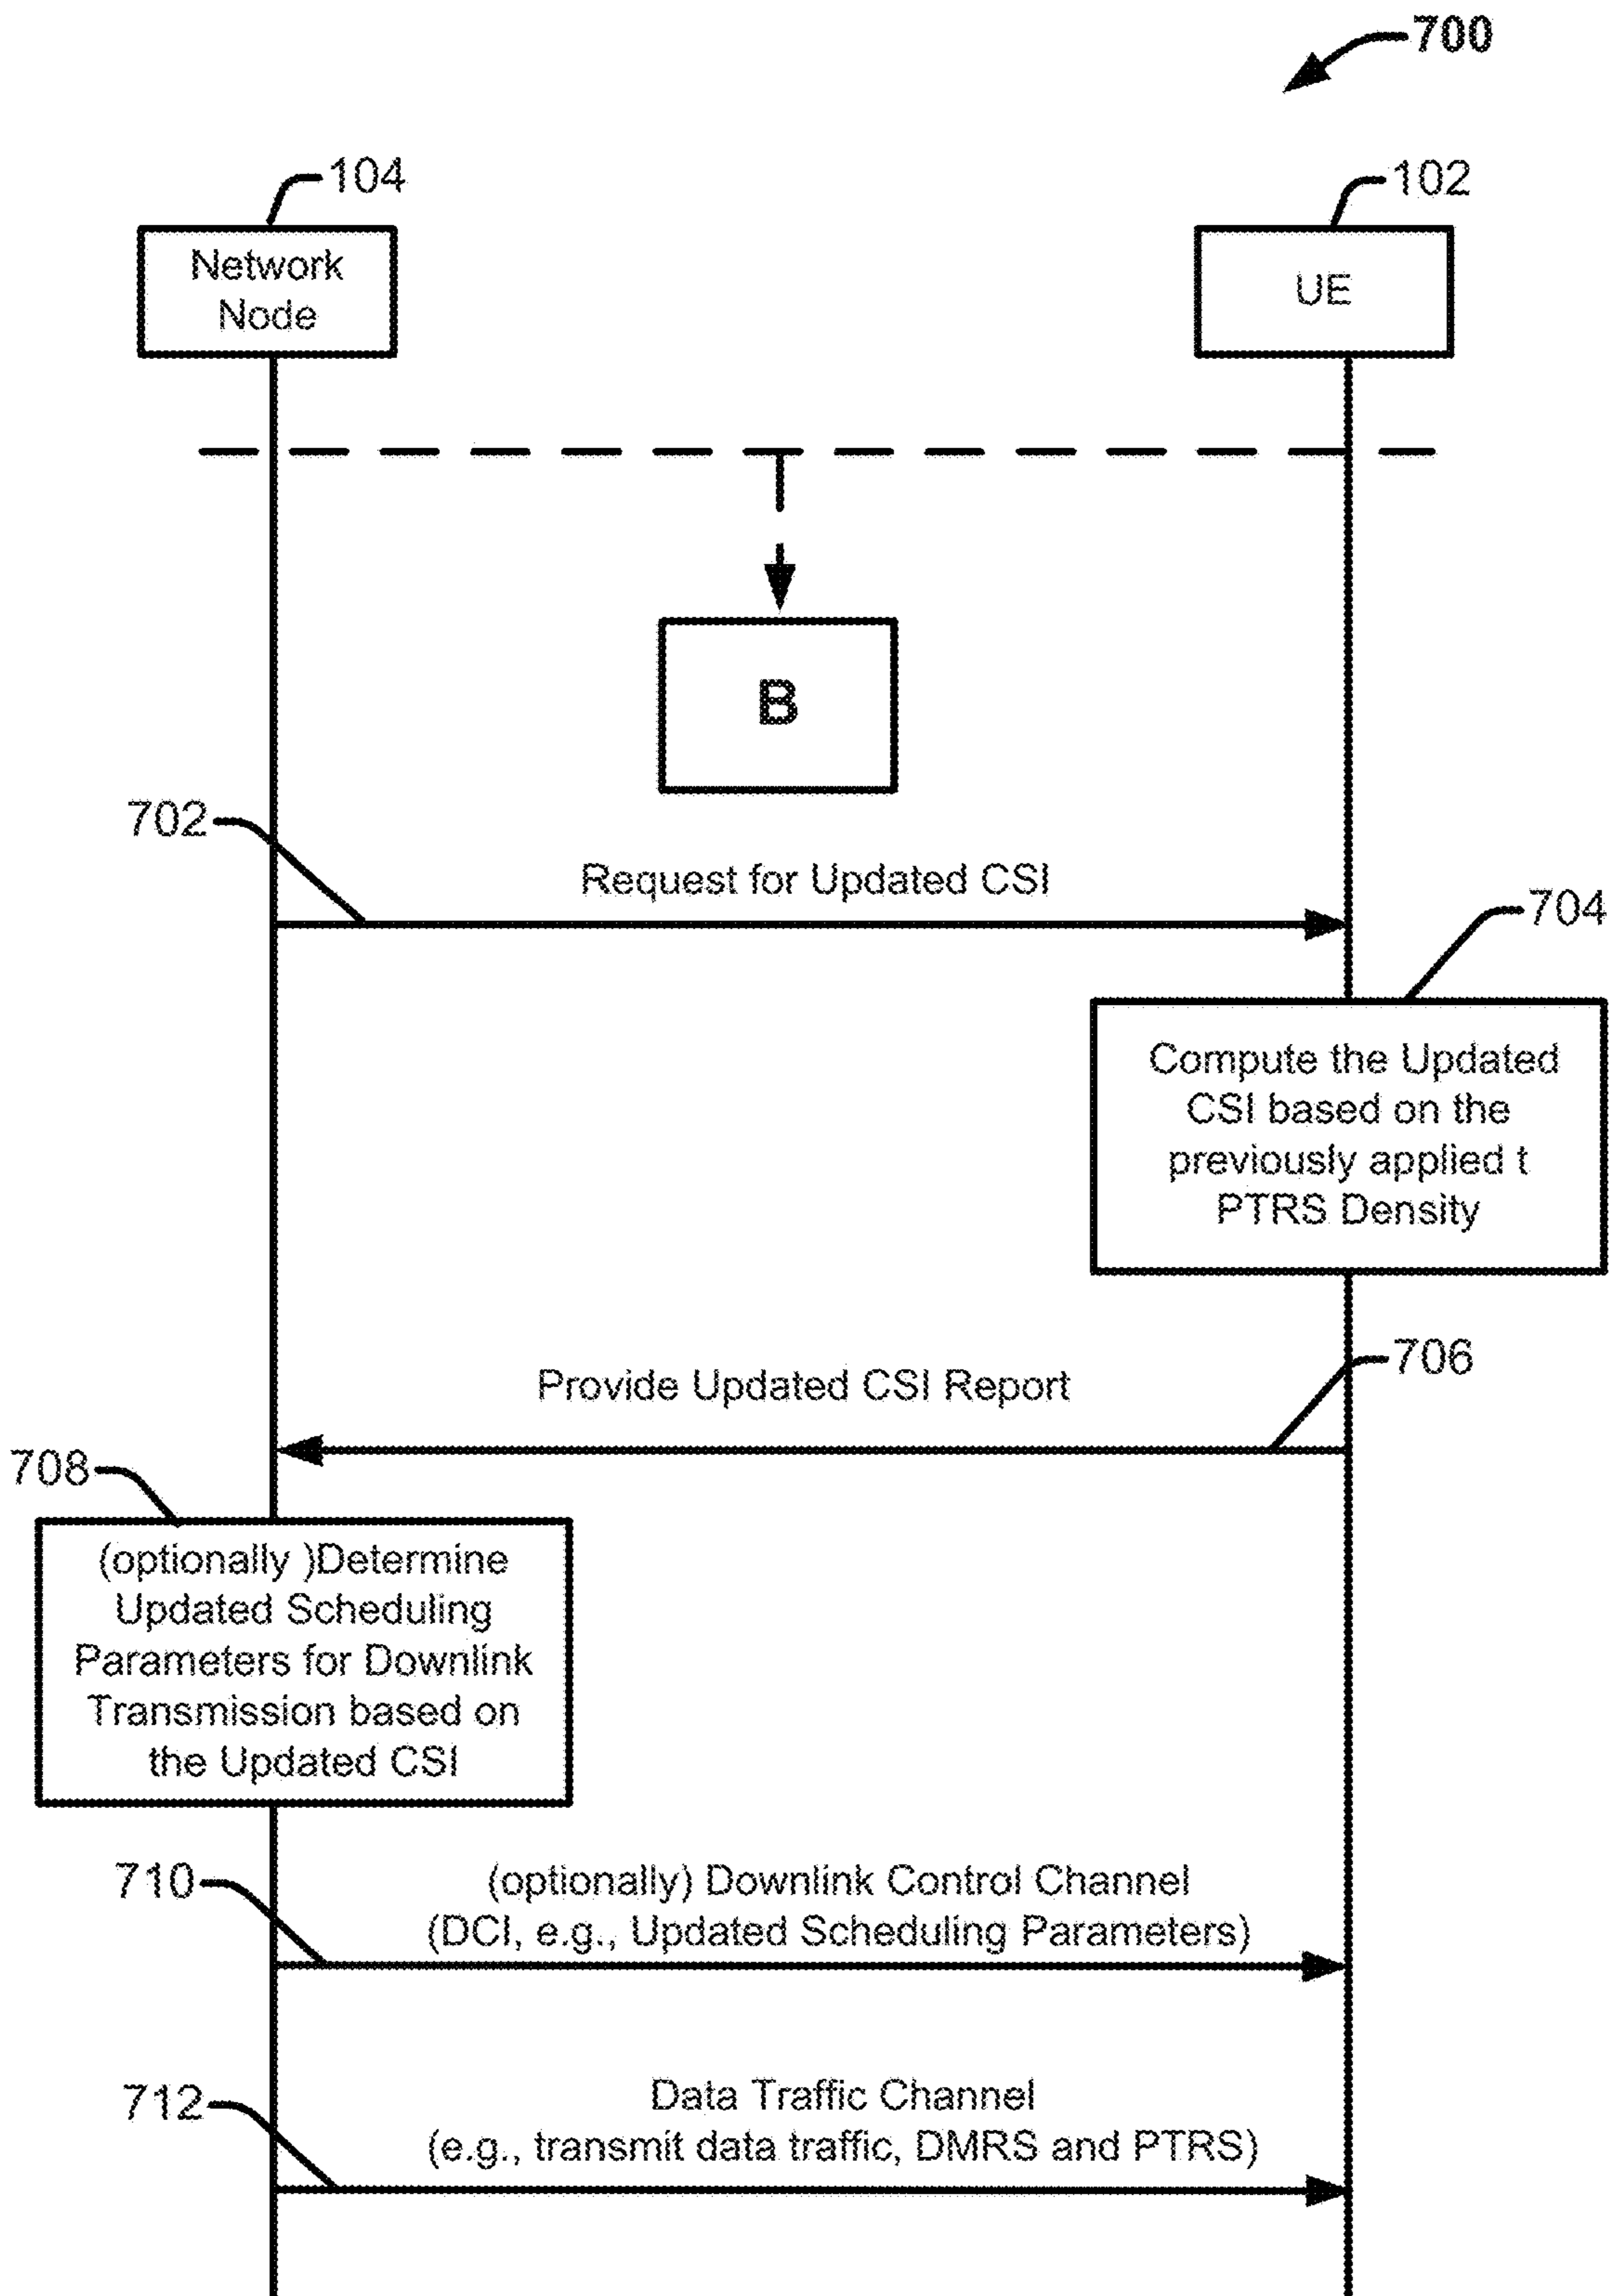 700
104
102
Network
Node
UE
B
702
Request for Updated CSI
704
Compute the Updated
CSI based on the
previously applied t
PTRS Density
706
Provide Updated CSI Report
708
(optionally )Determine
Updated Scheduling
Parameters for Downlink
Transmission based on
the Updated CSI
710
(optionally) Downlink Control Channel
(DCI, e.g., Updated Scheduling Parameters)
712
Data Traffic Channel
(e.g., transmit data traffic, DMRS and PTRS)